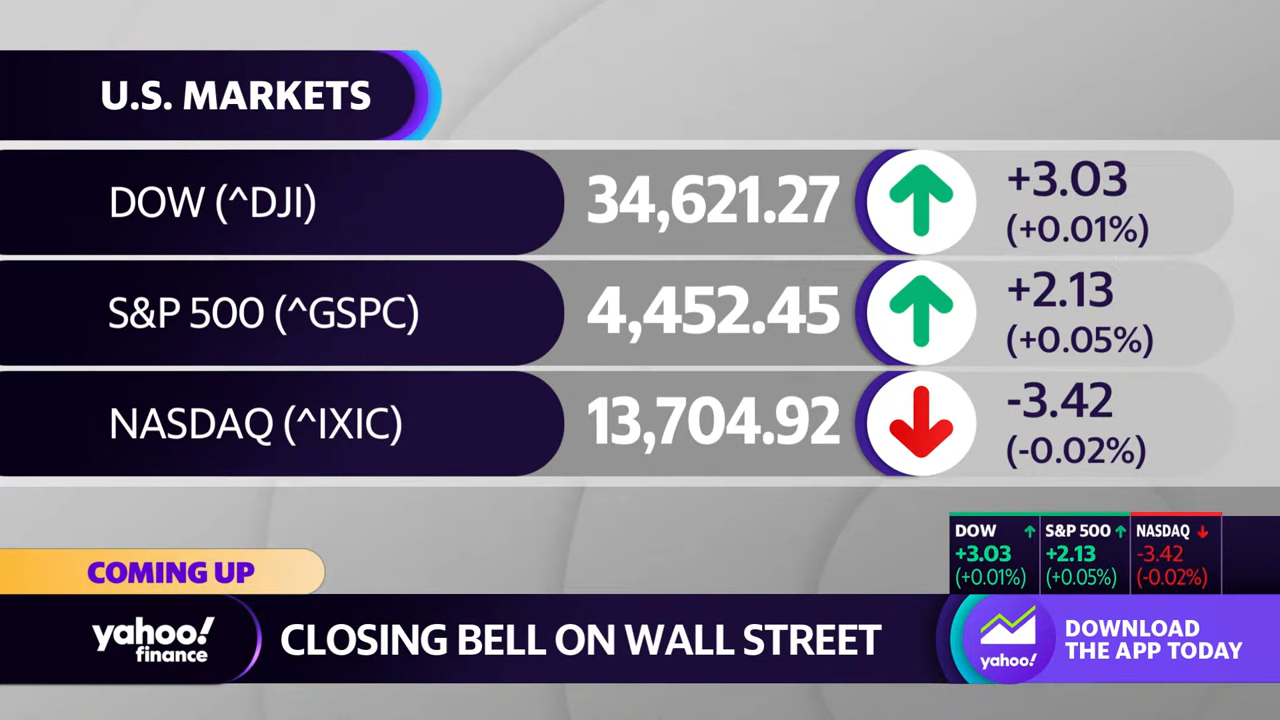 U.S. MARKETS
DOW (^DJI)
34,621.27
+3.03
(+0.01%)
S&P 500 (^GSPC)
4,452.45
+2.13
(+0.05%)
NASDAQ (^IXIC)
13,704.92
-3.42
(-0.02%)
DOW
+3.03
(+0.01%)
S&P 500
+2.13
(+0.05%)
NASDAQ
-3.42
(-0.02%)
COMING UP
yahoo!
finance
CLOSING BELL ON WALL STREET
yahoo!
DOWNLOAD
THE APP TODAY